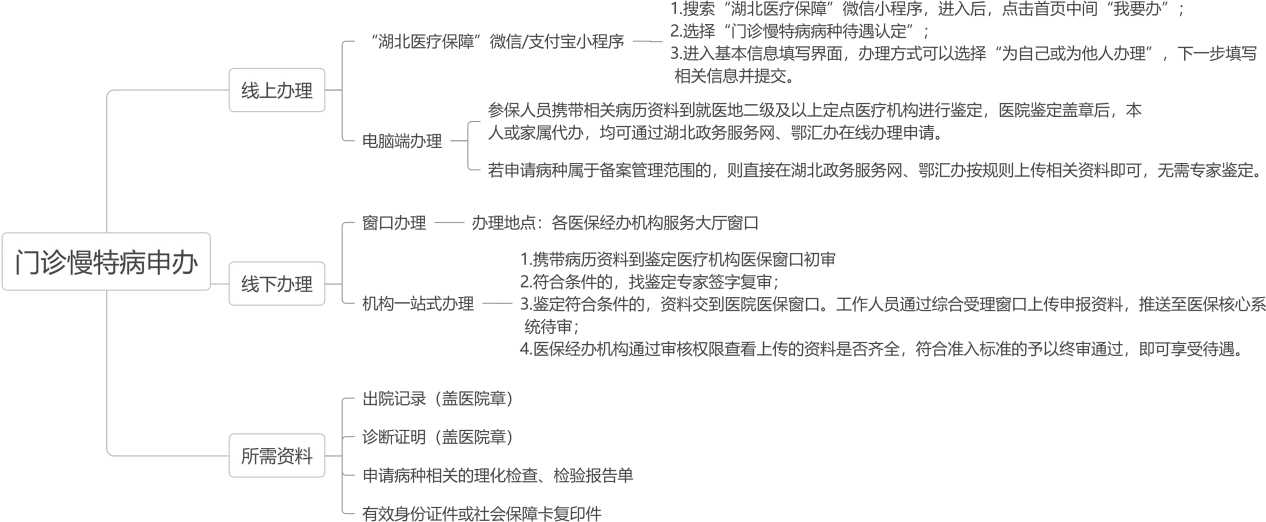 门诊慢特病申办
线上办理
“湖北医疗保障”微信/支付宝小程序
1.搜索“湖北医疗保障”微信小程序，进入后，点击首页中间“我要办”；
2.选择“门诊慢特病病种待遇认定”；
3.进入基本信息填写界面，办理方式可以选择“为自己或为他人办理”，下一步填写
相关信息并提交。
电脑端办理
参保人员携带相关病历资料到就医地二级及以上定点医疗机构进行鉴定，医院鉴定盖章后，本
人或家属代办，均可通过湖北政务服务网、鄂汇办在线办理申请。
若申请病种属于备案管理范围的，则直接在湖北政务服务网、鄂汇办按规则上传相关资料即可，无需专家鉴定。
线下办理
窗口办理
办理地点：各医保经办机构服务大厅窗口
机构一站式办理
1.携带病历资料到鉴定医疗机构医保窗口初审
2.符合条件的，找鉴定专家签字复审；
3.鉴定符合条件的，资料交到医院医保窗口。工作人员通过综合受理窗口上传申报资料，推送至医保核心系
统待审；
4.医保经办机构通过审核权限查看上传的资料是否齐全，符合准入标准的予以终审通过，即可享受待遇。
所需资料
出院记录（盖医院章）
诊断证明（盖医院章）
申请病种相关的理化检查、检验报告单
有效身份证件或社会保障卡复印件